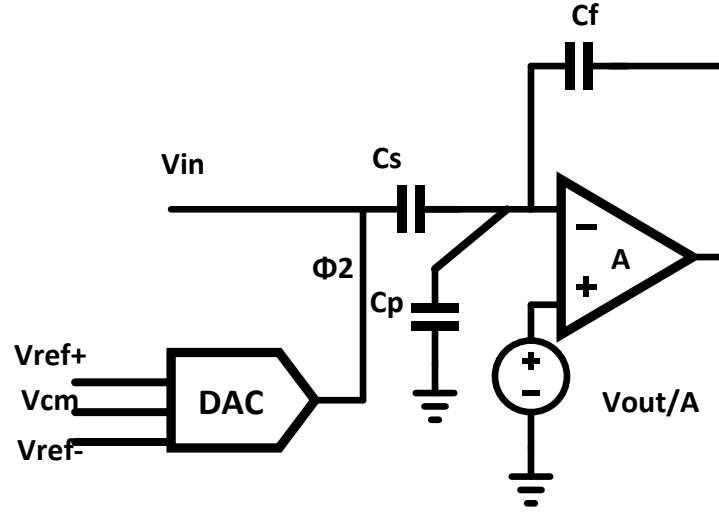 Cf
Vin
Cs
Φ2
Cp
A
Vref+
Vcm
Vref-
DAC
Vout/A